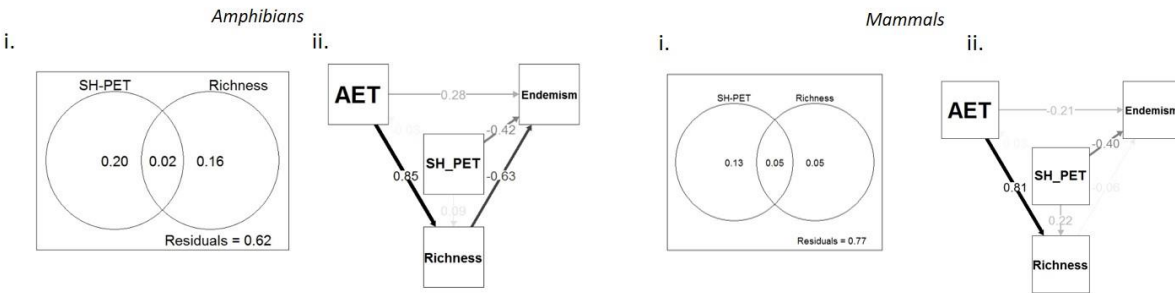 Amphibians
i.
SH-PET
Richness
0.20
0.02
0.16
Residuals = 0.62
ii.
AET
Endemism
0.28
SH_PET
-0.42
0.85
-0.63
0.09
Richness
Mammals
i.
SH-PET
Richness
0.13
0.05
0.05
Residuals = 0.77
ii.
AET
Endemism
-0.21
SH_PET
-0.40
0.81
-0.06
0.22
Richness